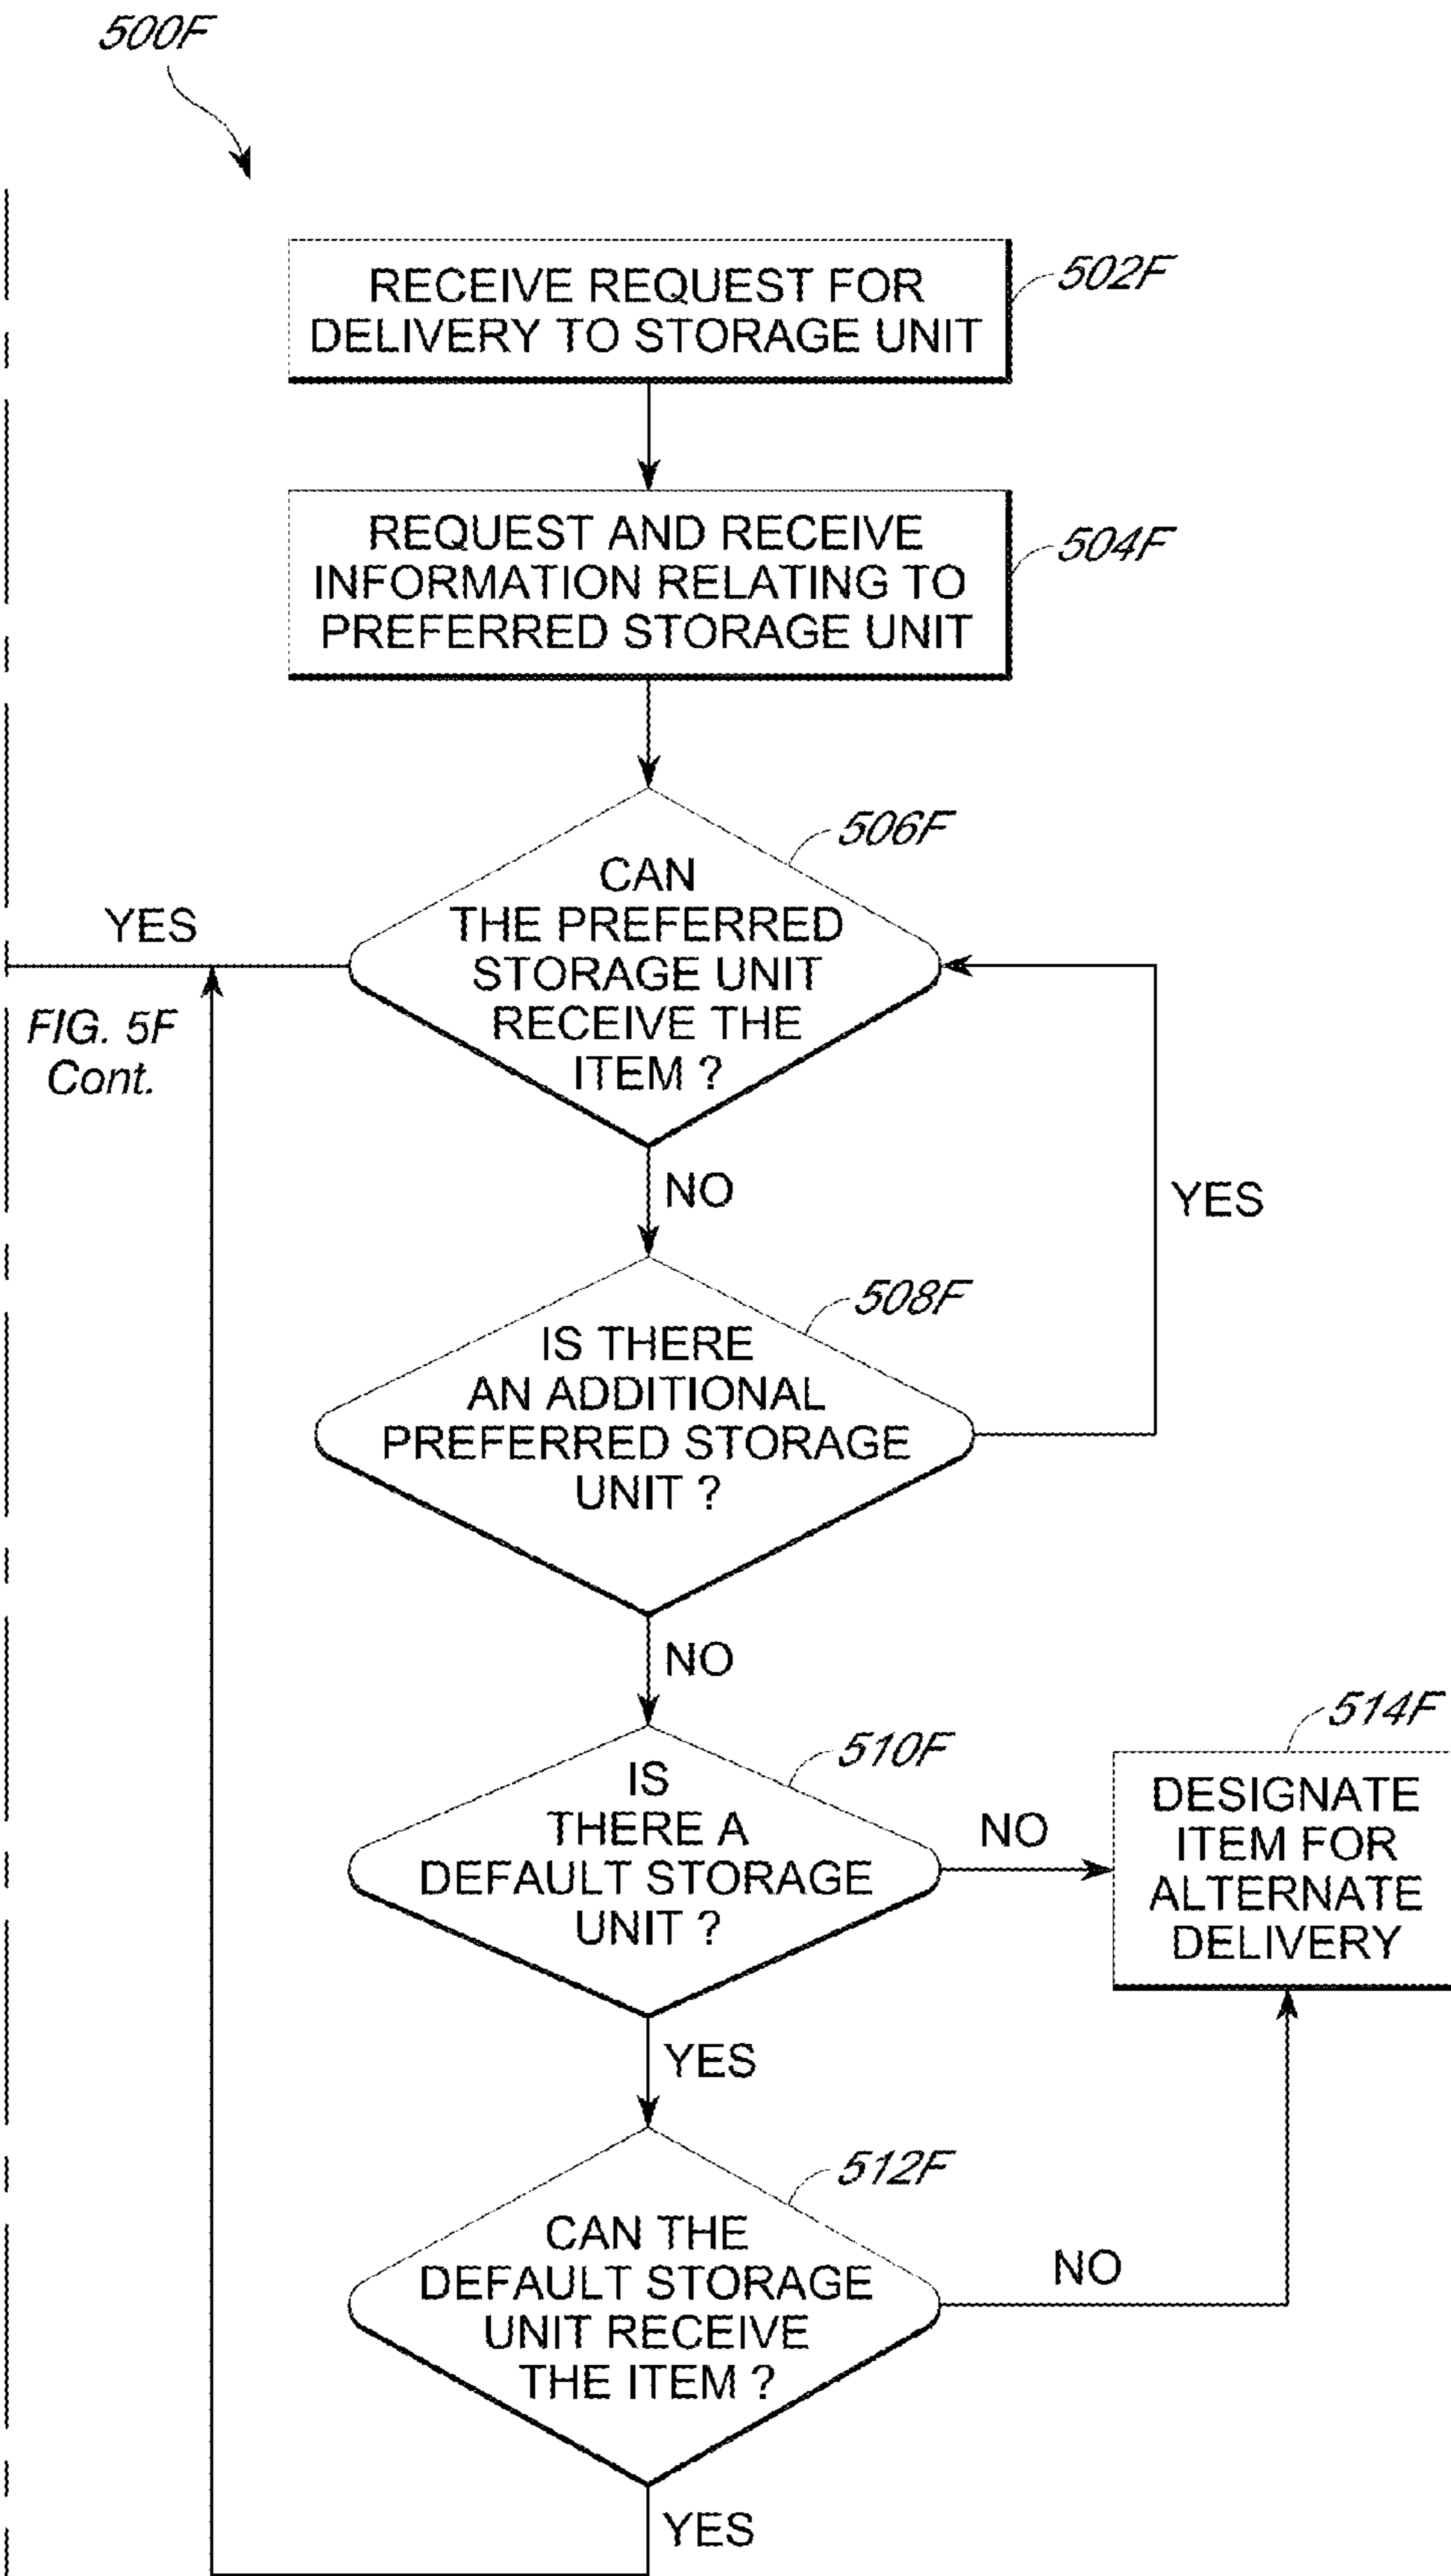 500F
RECEIVE REQUEST FOR
DELIVERY TO STORAGE UNIT
502F
REQUEST AND RECEIVE
INFORMATION RELATING TO
PREFERRED STORAGE UNIT
504F
506F
CAN
THE PREFERRED
STORAGE UNIT
RECEIVE THE
ITEM ?
YES
FIG. 5F
Cont.
NO
YES
508F
IS THERE
AN ADDITIONAL
PREFERRED STORAGE
UNIT ?
NO
510F
IS
THERE A
DEFAULT STORAGE
UNIT ?
NO
514F
DESIGNATE
ITEM FOR
ALTERNATE
DELIVERY
YES
512F
CAN THE
DEFAULT STORAGE
UNIT RECEIVE
THE ITEM ?
NO
YES